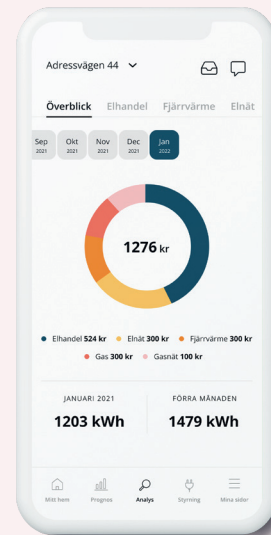 Adressvägen 44
Överblick Elhandel Fjärrvärme Elnät
Sep Okt Nov Dec Jan
2021 2021 2021 2021 2022
1276 kr
Elhandel 524 kr Elnät 300 kr Fjärrvärme 300 kr
Gas 300 kr Gasnät 100 kr
JANUARI 2021 FÖRRA MÅNADEN
1203 kWh 1479 kWh
Mitt hem Prognos Analys Styrning Mina sidor